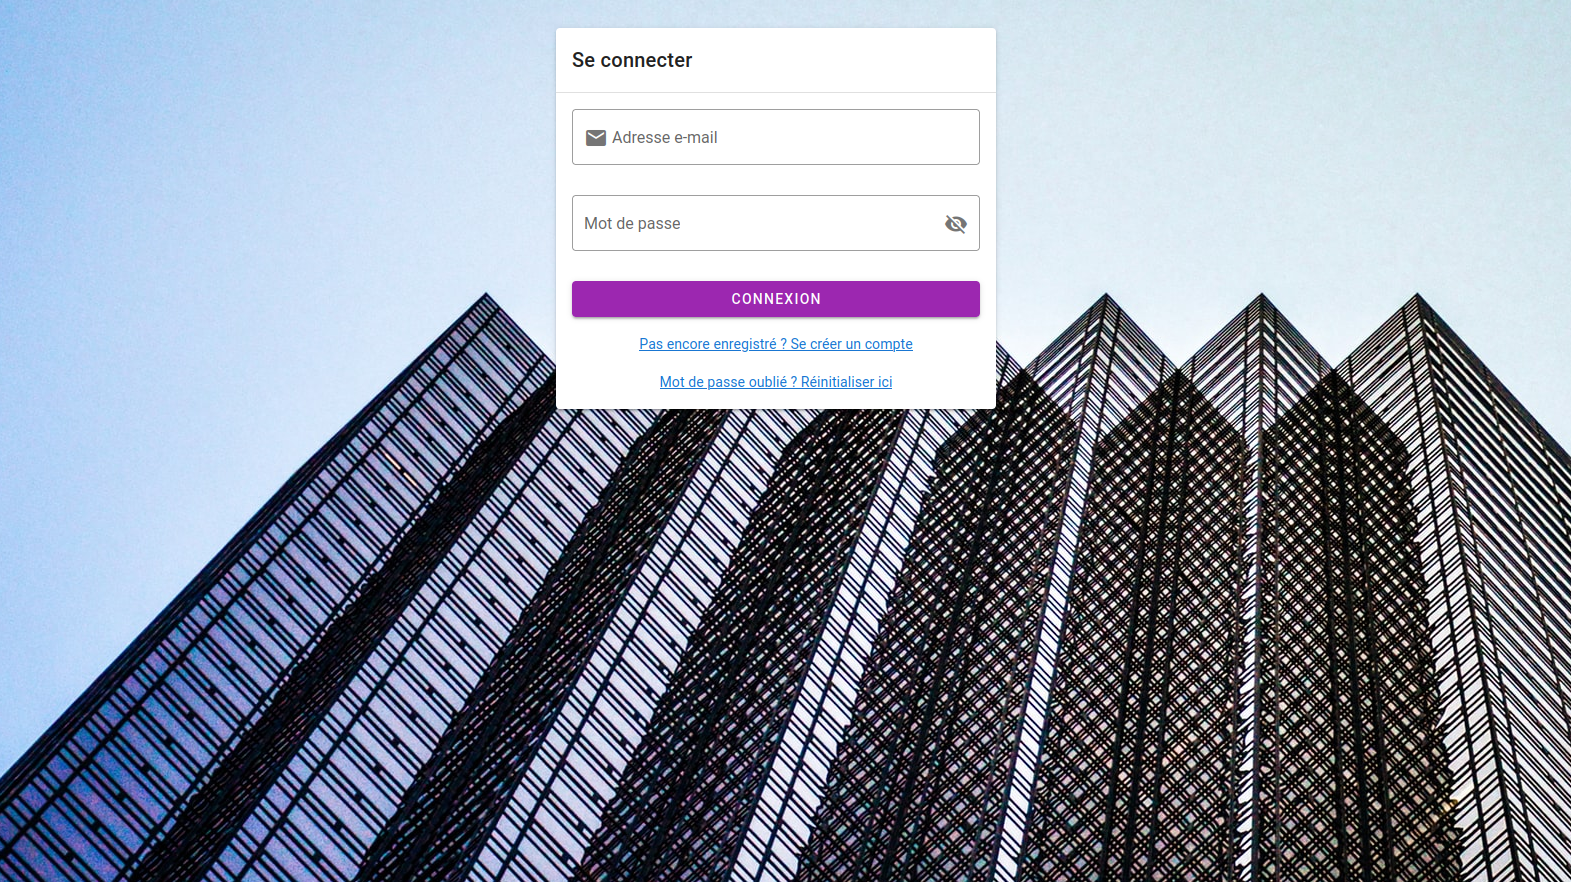 Se connecter
Adresse e-mail
Mot de passe
CONNEXION
Pas encore enregistré ? Se créer un compte
Mot de passe oublié ? Réinitialiser ici